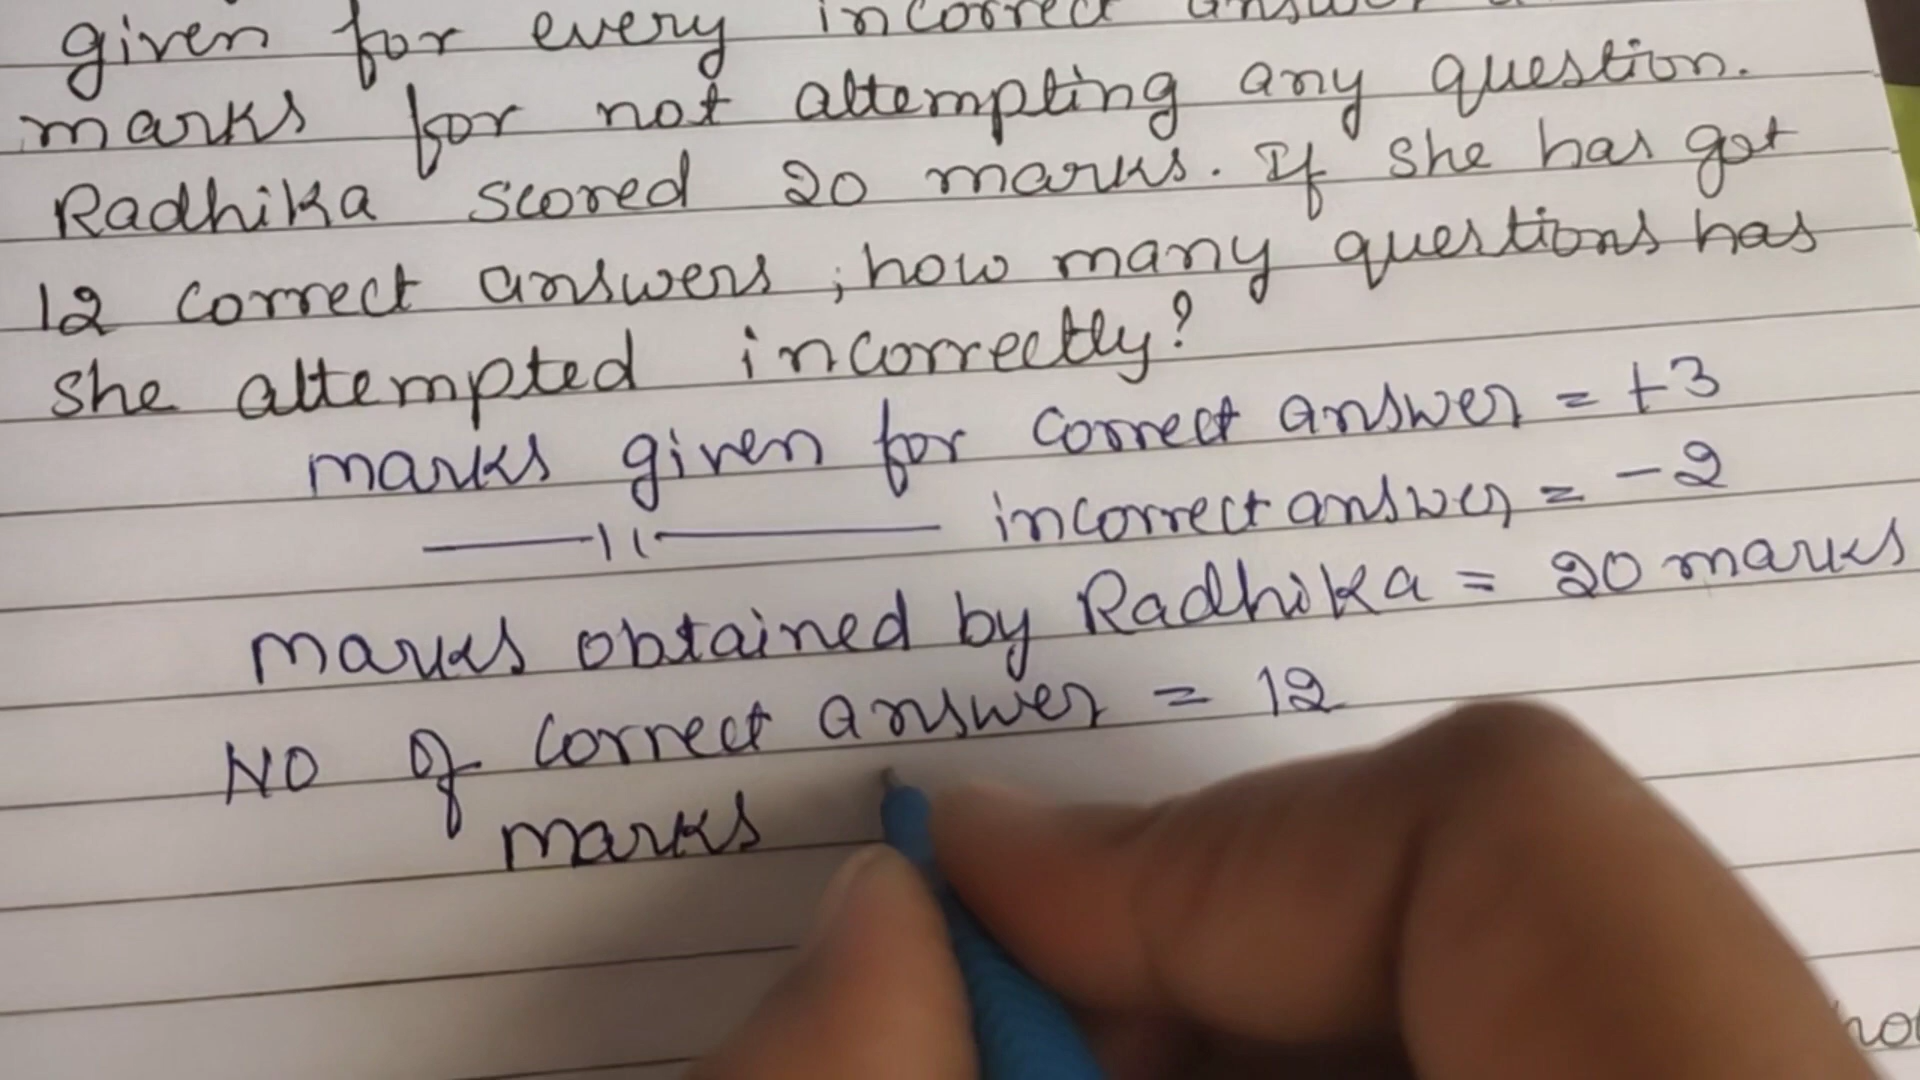 given for every incorrect answer
marks for not attempting any question.
Radhika scored 20 marks. If she has got
12 correct answers, how many questions has
she attempted incorrectly?
marks given for correct answer = +3
—11— incorrect answer = -2
Marks obtained by Radhika = 20 marks
NO of correct answer = 12
marks